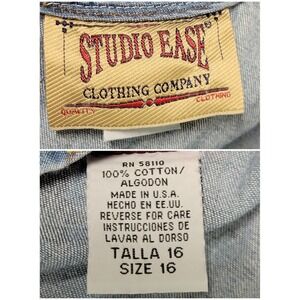 STUDIO EASE
CLOTHING COMPANY
QUALITY CLOTHING
RN 58110
100% COTTON/
ALGODON
MADE IN U.S.A.
HECHO EN EE.UU.
REVERSE FOR CARE
INSTRUCCIONES DE
LAVAR AL DORSO
TALLA 16
SIZE 16